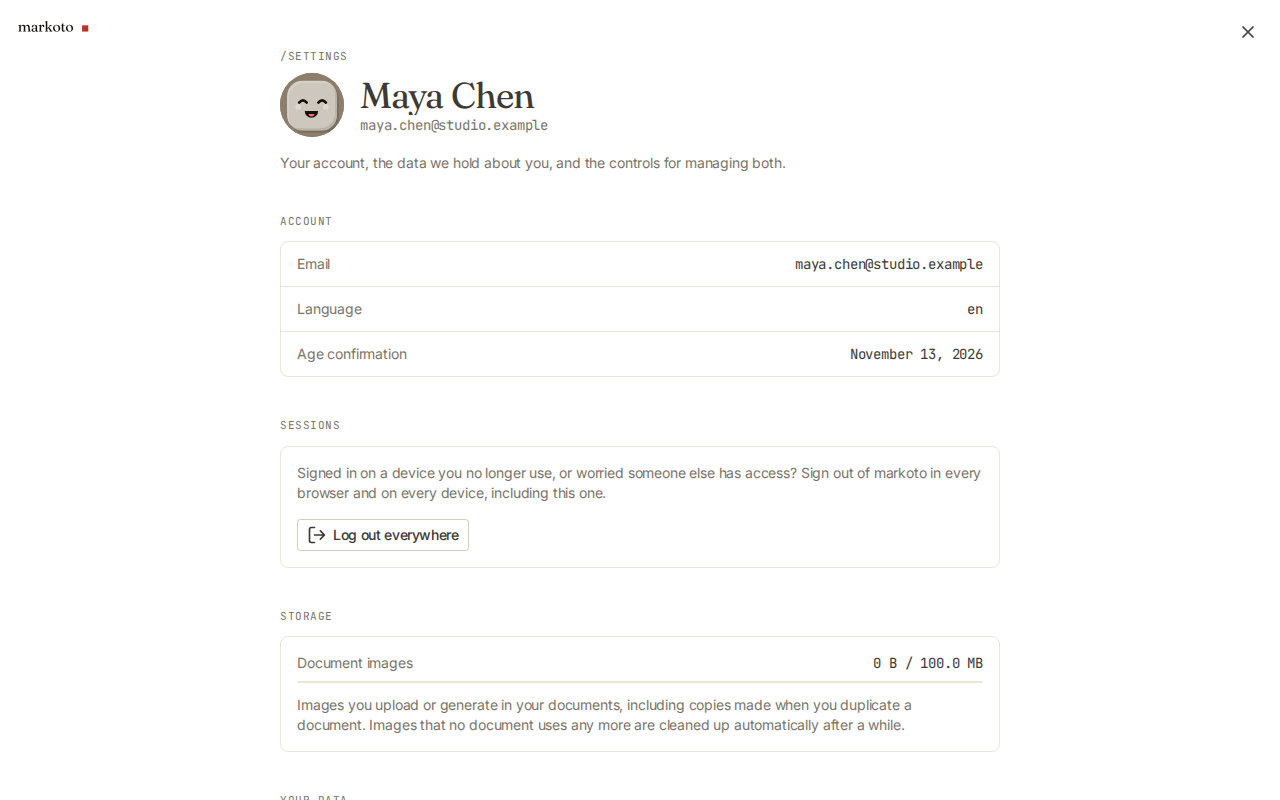 markoto
/SETTINGS
Maya Chen
maya.chen@studio.example
Your account, the data we hold about you, and the controls for managing both.
ACCOUNT
Email maya.chen@studio.example
Language en
Age confirmation November 13, 2026
SESSIONS
Signed in on a device you no longer use, or worried someone else has access? Sign out of markoto in every
browser and on every device, including this one.
Log out everywhere
STORAGE
Document images 0 B / 100.0 MB
Images you upload or generate in your documents, including copies made when you duplicate a
document. Images that no document uses any more are cleaned up automatically after a while.
YOUR DATA